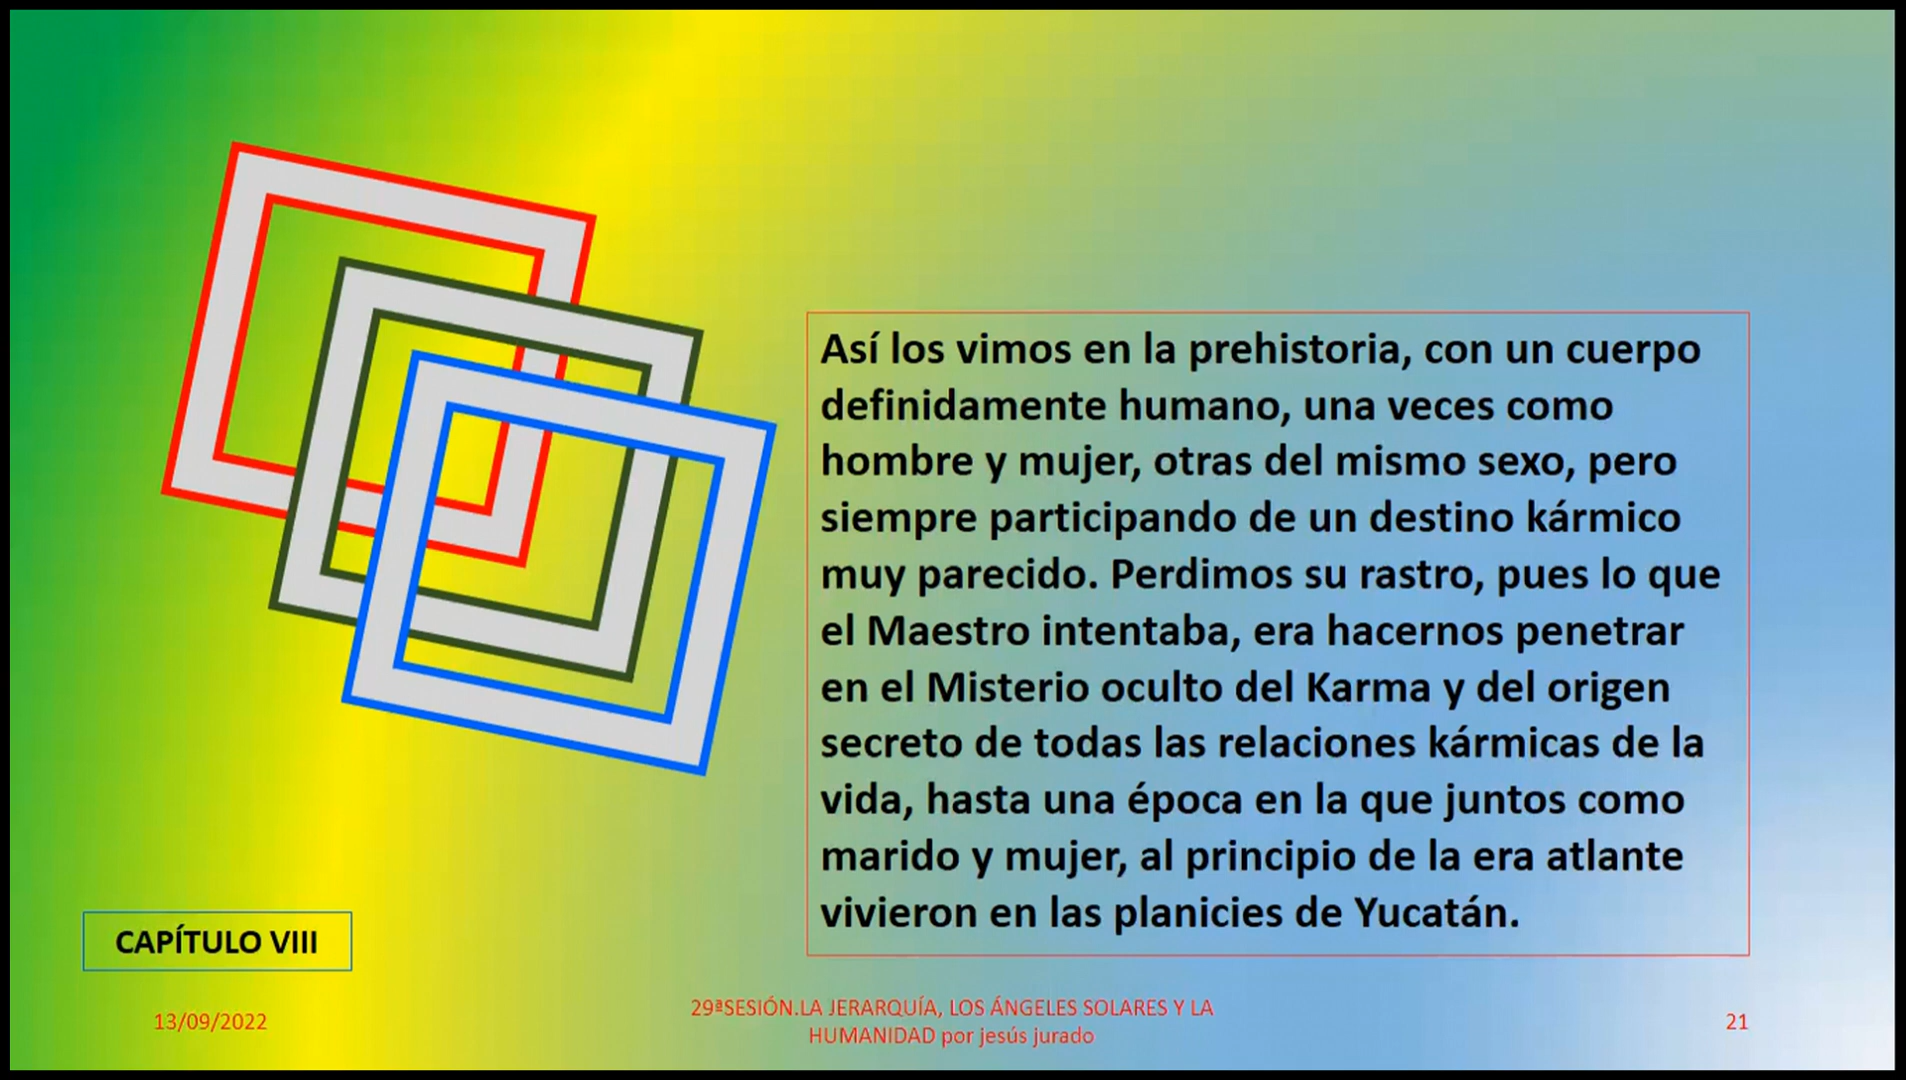 Así los vimos en la prehistoria, con un cuerpo
definidamente humano, una veces como
hombre y mujer, otras del mismo sexo, pero
siempre participando de un destino kármico
muy parecido. Perdimos su rastro, pues lo que
el Maestro intentaba, era hacernos penetrar
en el Misterio oculto del Karma y del origen
secreto de todas las relaciones kármicas de la
vida, hasta una época en la que juntos como
marido y mujer, al principio de la era atlante
vivieron en las planicies de Yucatán.
CAPÍTULO VIII
13/09/2022
29ªSESIÓN.LA JERARQUÍA, LOS ÁNGELES SOLARES Y LA
HUMANIDAD por jesús jurado
21